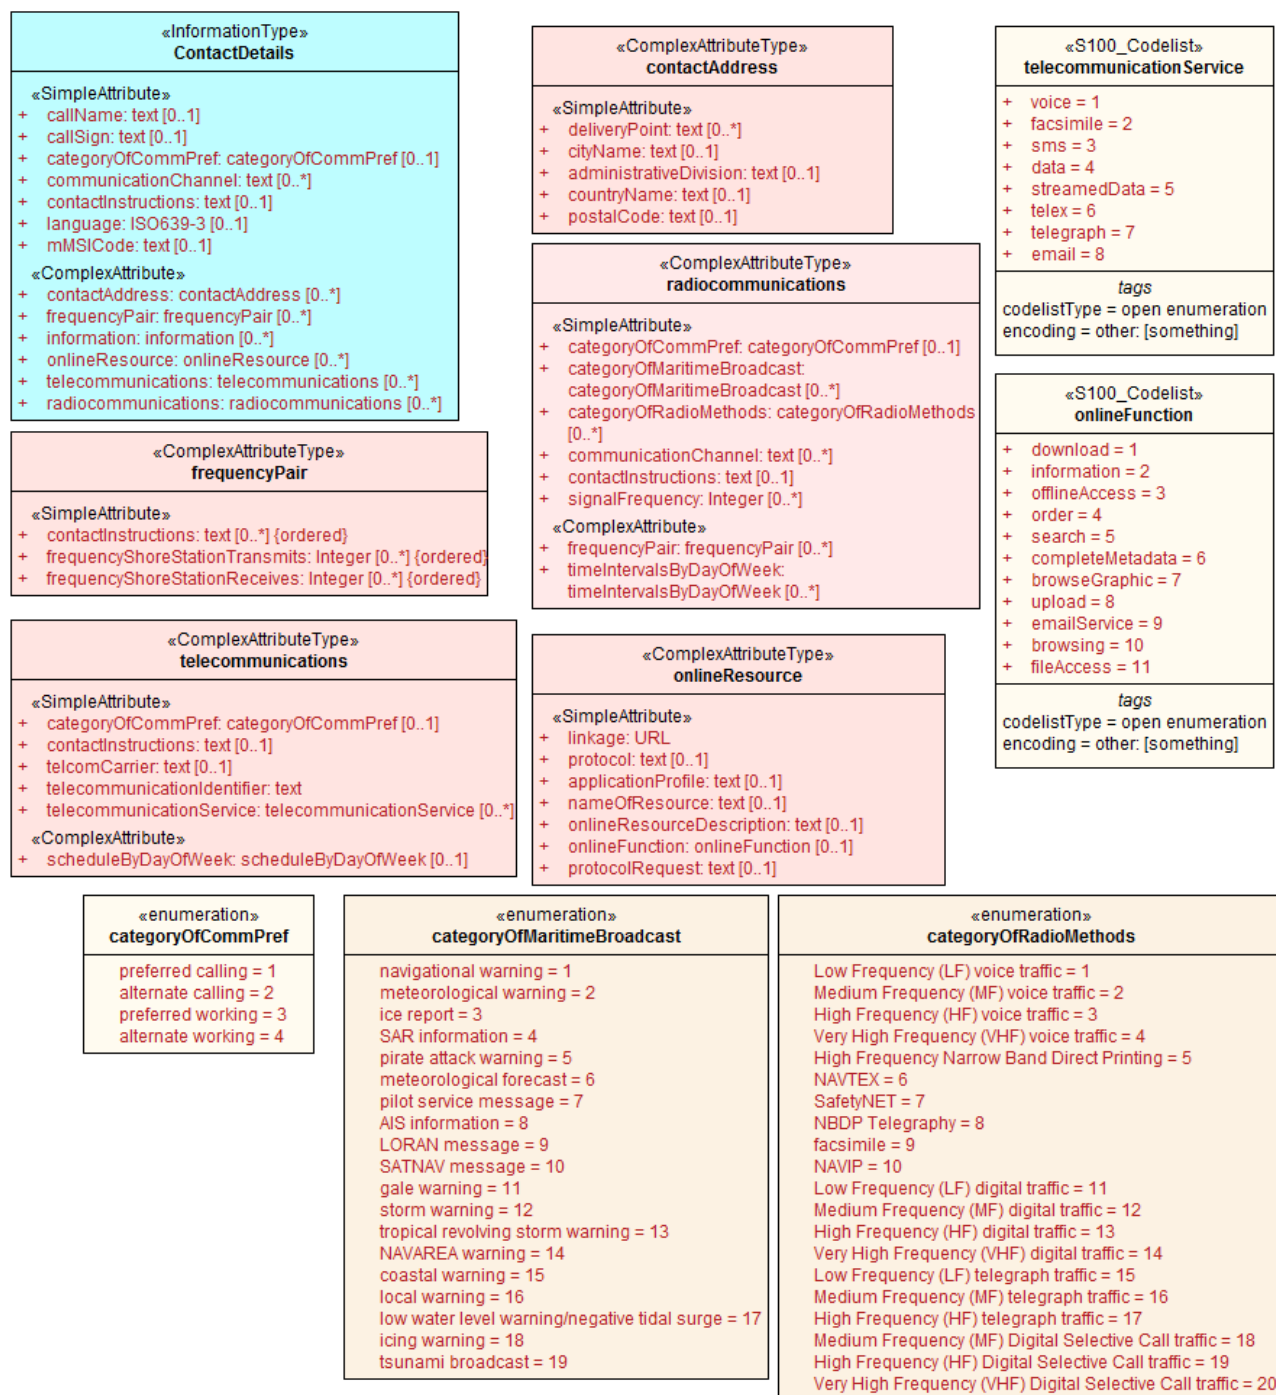 «InformationType»
ContactDetails
«SimpleAttribute»
+ callName: text [0..1]
+ callSign: text [0..1]
+ categoryOfCommPref: categoryOfCommPref [0..1]
+ communicationChannel: text [0..*]
+ contactInstructions: text [0..1]
+ language: ISO639-3 [0..1]
+ mMSICode: text [0..1]
«ComplexAttribute»
+ contactAddress: contactAddress [0..*]
+ frequencyPair: frequencyPair [0..*]
+ information: information [0..*]
+ onlineResource: onlineResource [0..*]
+ telecommunications: telecommunications [0..*]
+ radiocommunications: radiocommunications [0..*]
«ComplexAttributeType»
frequencyPair
«SimpleAttribute»
+ contactInstructions: text [0..*] {ordered}
+ frequencyShoreStationTransmits: Integer [0..*] {ordered}
+ frequencyShoreStationReceives: Integer [0..*] {ordered}
«ComplexAttributeType»
telecommunications
«SimpleAttribute»
+ categoryOfCommPref: categoryOfCommPref [0..1]
+ contactInstructions: text [0..1]
+ telcomCarrier: text [0..1]
+ telecommunicationIdentifier: text
+ telecommunicationService: telecommunicationService [0..*]
«ComplexAttribute»
+ scheduleByDayOfWeek: scheduleByDayOfWeek [0..1]
«ComplexAttributeType»
contactAddress
«SimpleAttribute»
+ deliveryPoint: text [0..*]
+ cityName: text [0..1]
+ administrativeDivision: text [0..1]
+ countryName: text [0..1]
+ postalCode: text [0..1]
«ComplexAttributeType»
radiocommunications
«SimpleAttribute»
+ categoryOfCommPref: categoryOfCommPref [0..1]
+ categoryOfMaritimeBroadcast:
categoryOfMaritimeBroadcast [0..*]
+ categoryOfRadioMethods: categoryOfRadioMethods
[0..*]
+ communicationChannel: text [0..*]
+ contactInstructions: text [0..1]
+ signalFrequency: Integer [0..*]
«ComplexAttribute»
+ frequencyPair: frequencyPair [0..*]
+ timeIntervalsByDayOfWeek:
timeIntervalsByDayOfWeek [0..*]
«ComplexAttributeType»
onlineResource
«SimpleAttribute»
+ linkage: URL
+ protocol: text [0..1]
+ applicationProfile: text [0..1]
+ nameOfResource: text [0..1]
+ onlineResourceDescription: text [0..1]
+ onlineFunction: onlineFunction [0..1]
+ protocolRequest: text [0..1]
«S100_Codelist»
telecommunicationService
+ voice = 1
+ facsimile = 2
+ sms = 3
+ data = 4
+ streamedData = 5
+ telex = 6
+ telegraph = 7
+ email = 8
tags
codelistType = open enumeration
encoding = other: [something]
«S100_Codelist»
onlineFunction
+ download = 1
+ information = 2
+ offlineAccess = 3
+ order = 4
+ search = 5
+ completeMetadata = 6
+ browseGraphic = 7
+ upload = 8
+ emailService = 9
+ browsing = 10
+ fileAccess = 11
tags
codelistType = open enumeration
encoding = other: [something]
«enumeration»
categoryOfCommPref
preferred calling = 1
alternate calling = 2
preferred working = 3
alternate working = 4
«enumeration»
categoryOfMaritimeBroadcast
navigational warning = 1
meteorological warning = 2
ice report = 3
SAR information = 4
pirate attack warning = 5
meteorological forecast = 6
pilot service message = 7
AIS information = 8
LORAN message = 9
SATNAV message = 10
gale warning = 11
storm warning = 12
tropical revolving storm warning = 13
NAVAREA warning = 14
coastal warning = 15
local warning = 16
low water level warning/negative tidal surge = 17
icing warning = 18
tsunami broadcast = 19
«enumeration»
categoryOfRadioMethods
Low Frequency (LF) voice traffic = 1
Medium Frequency (MF) voice traffic = 2
High Frequency (HF) voice traffic = 3
Very High Frequency (VHF) voice traffic = 4
High Frequency Narrow Band Direct Printing = 5
NAVTEX = 6
SafetyNET = 7
NBDP Telegraphy = 8
facsimile = 9
NAVIP = 10
Low Frequency (LF) digital traffic = 11
Medium Frequency (MF) digital traffic = 12
High Frequency (HF) digital traffic = 13
Very High Frequency (VHF) digital traffic = 14
Low Frequency (LF) telegraph traffic = 15
Medium Frequency (MF) telegraph traffic = 16
High Frequency (HF) telegraph traffic = 17
Medium Frequency (MF) Digital Selective Call traffic = 18
High Frequency (HF) Digital Selective Call traffic = 19
Very High Frequency (VHF) Digital Selective Call traffic = 20